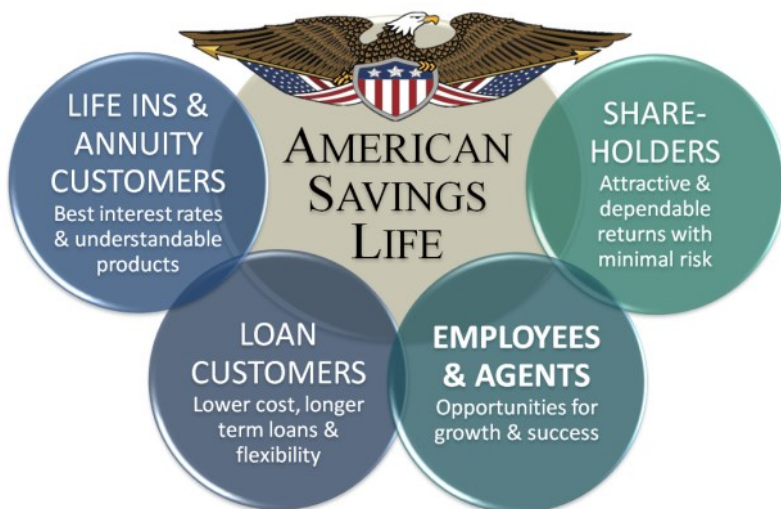 AMERICAN
SAVINGS
LIFE
LIFE INS &
ANNUITY
CUSTOMERS
Best interest rates
& understandable
products
LOAN
CUSTOMERS
Lower cost, longer
term loans &
flexibility
EMPLOYEES
& AGENTS
Opportunities for
growth & success
SHARE-
HOLDERS
Attractive &
dependable
returns with
minimal risk